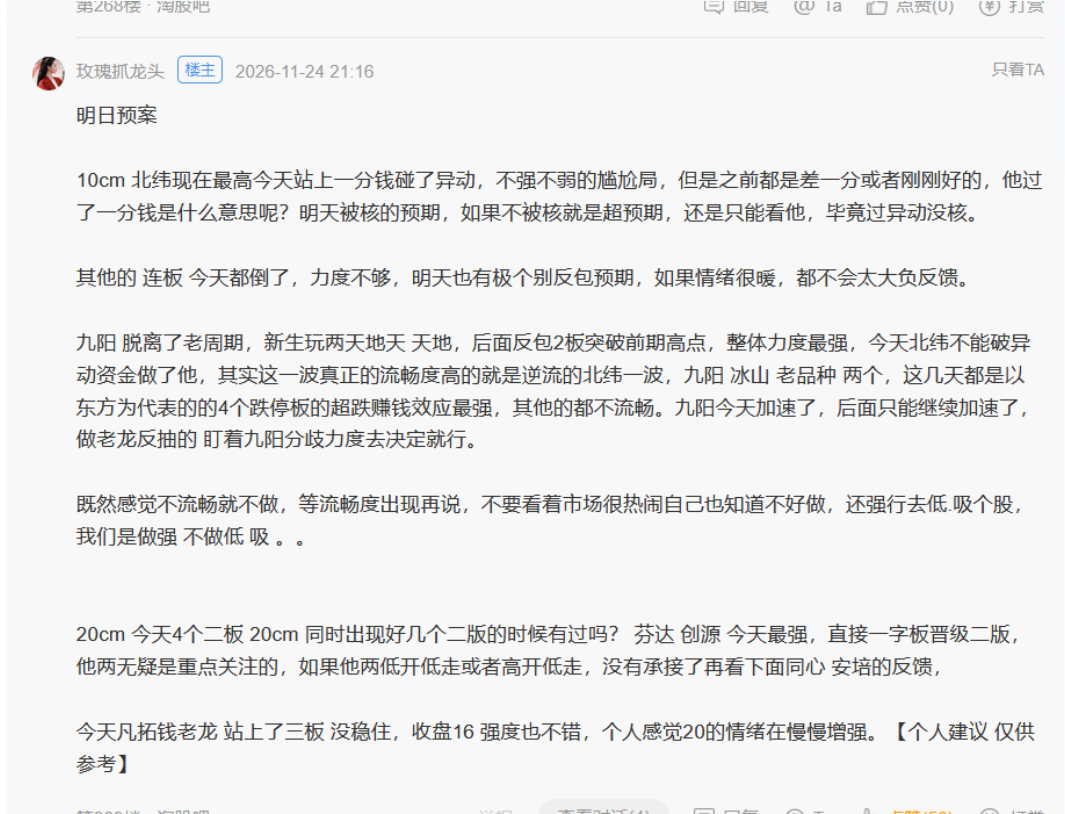 第268楼 · 淘股吧 回复 @ Ta 点赞(0) 打赏
玫瑰抓龙头 楼主 2026-11-24 21:16 只看TA
明日预案
10cm 北纬现在最高今天站上一分钱碰了异动，不强不弱的尴尬局，但是之前都是差一分或者刚刚好的，他过
了一分钱是什么意思呢？明天被核的预期，如果不被核就是超预期，还是只能看他，毕竟过异动没核。
其他的 连板 今天都倒了，力度不够，明天也有极个别反包预期，如果情绪很暖，都不会太大负反馈。
九阳 脱离了老周期，新生玩两天地天 天地，后面反包2板突破前期高点，整体力度最强，今天北纬不能破异
动资金做了他，其实这一波真正的流畅度高的就是逆流的北纬一波，九阳 冰山 老品种 两个，这几天都是以
东方为代表的的4个跌停板的超跌赚钱效应最强，其他的都不流畅。九阳今天加速了，后面只能继续加速了，
做老龙反抽的 盯着九阳分歧力度去决定就行。
既然感觉不流畅就不做，等流畅度出现再说，不要看着市场很热闹自己也知道不好做，还强行去低.吸个股，
我们是做强 不做低 吸 。。
20cm 今天4个二板 20cm 同时出现好几个二版的时候有过吗？ 芬达 创源 今天最强，直接一字板晋级二版，
他两无疑是重点关注的，如果他两低开低走或者高开低走，没有承接了再看下面同心 安培的反馈，
今天凡拓钱老龙 站上了三板 没稳住，收盘16 强度也不错，个人感觉20的情绪在慢慢增强。【个人建议 仅供
参考】